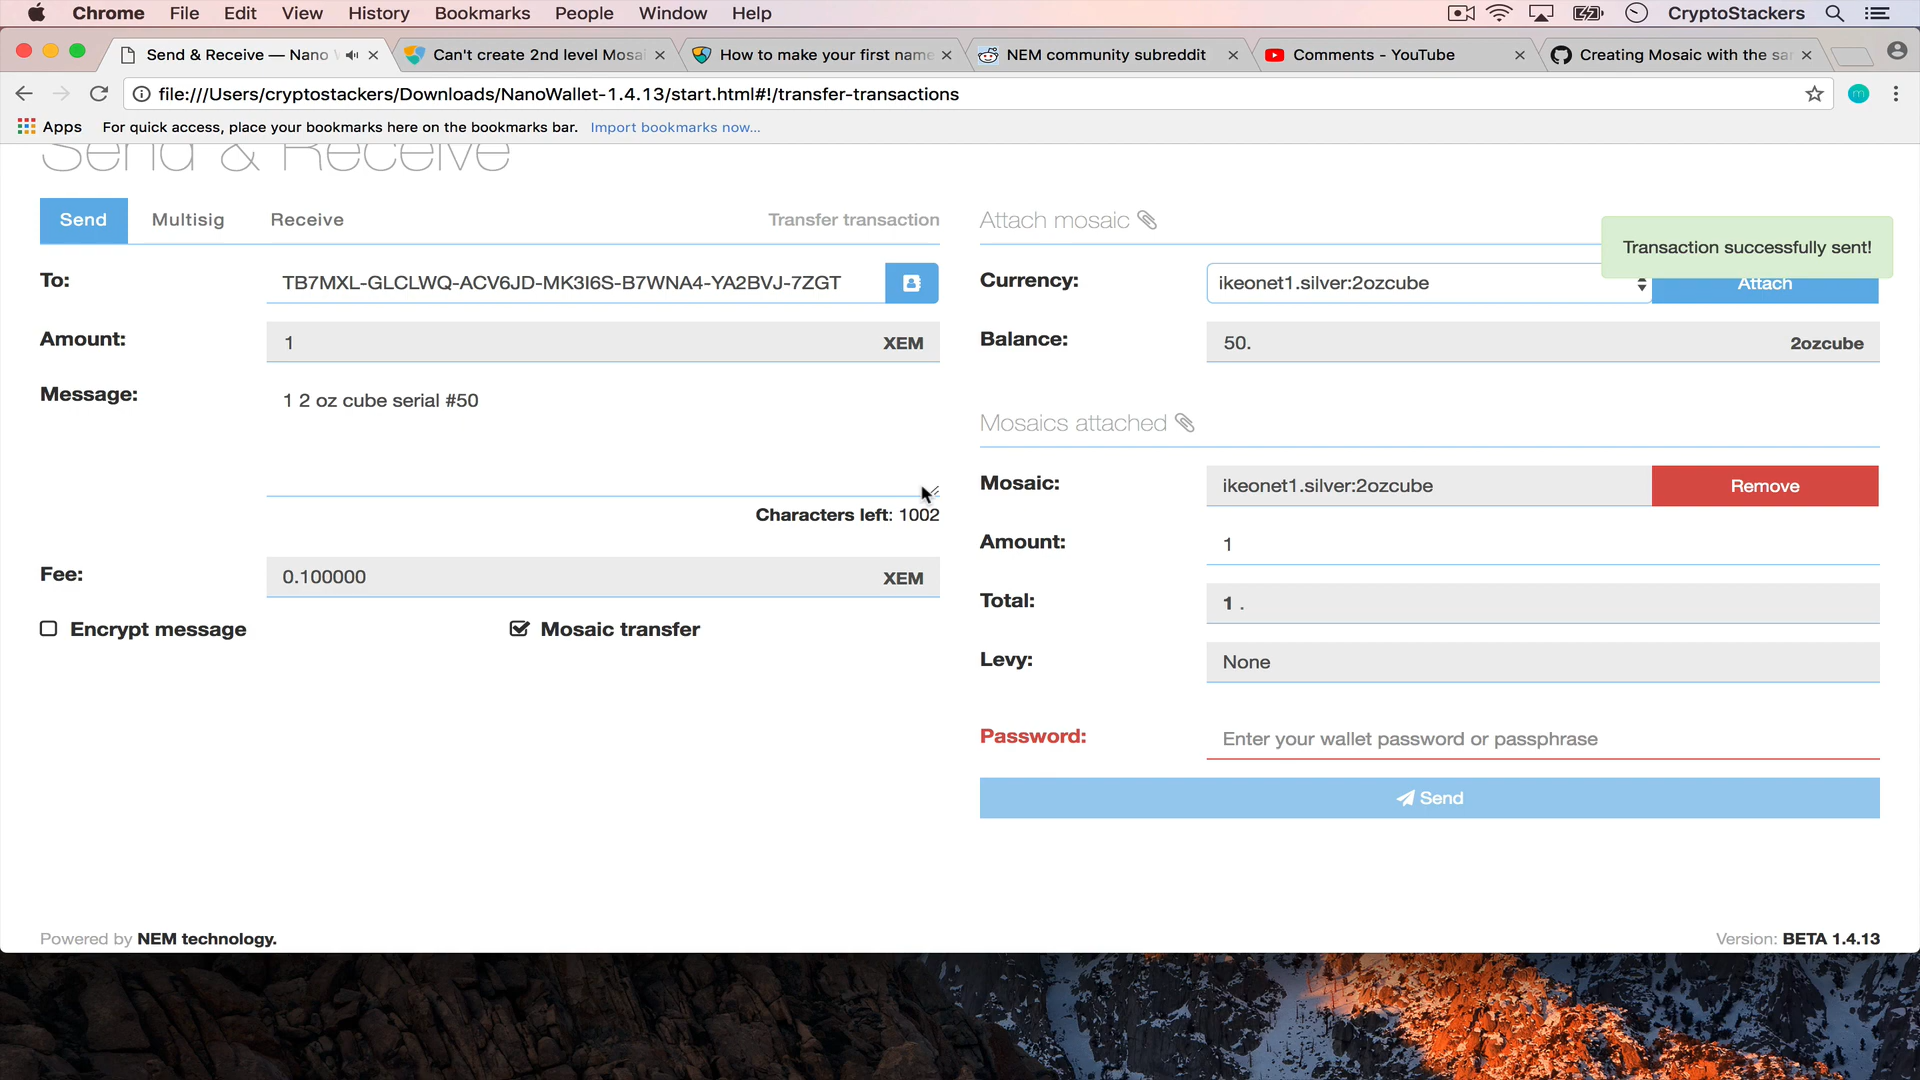 Chrome File Edit View History Bookmarks People Window Help CryptoStackers
Send & Receive — Nano Can't create 2nd level Mosai How to make your first name NEM community subreddit Comments - YouTube Creating Mosaic with the sa
file:///Users/cryptostackers/Downloads/NanoWallet-1.4.13/start.html#!/transfer-transactions m
Apps For quick access, place your bookmarks here on the bookmarks bar. Import bookmarks now...
Send & Receive
Send Multisig Receive Transfer transaction
To: TB7MXL-GLCLWQ-ACV6JD-MK3I6S-B7WNA4-YA2BVJ-7ZGT
Amount: 1 XEM
Message: 1 2 oz cube serial #50
Characters left: 1002
Fee: 0.100000 XEM
Encrypt message Mosaic transfer
Attach mosaic
Transaction successfully sent!
Currency: ikeonet1.silver:2ozcube Attach
Balance: 50. 2ozcube
Mosaics attached
Mosaic: ikeonet1.silver:2ozcube Remove
Amount: 1
Total: 1 .
Levy: None
Password: Enter your wallet password or passphrase
Send
Powered by NEM technology. Version: BETA 1.4.13